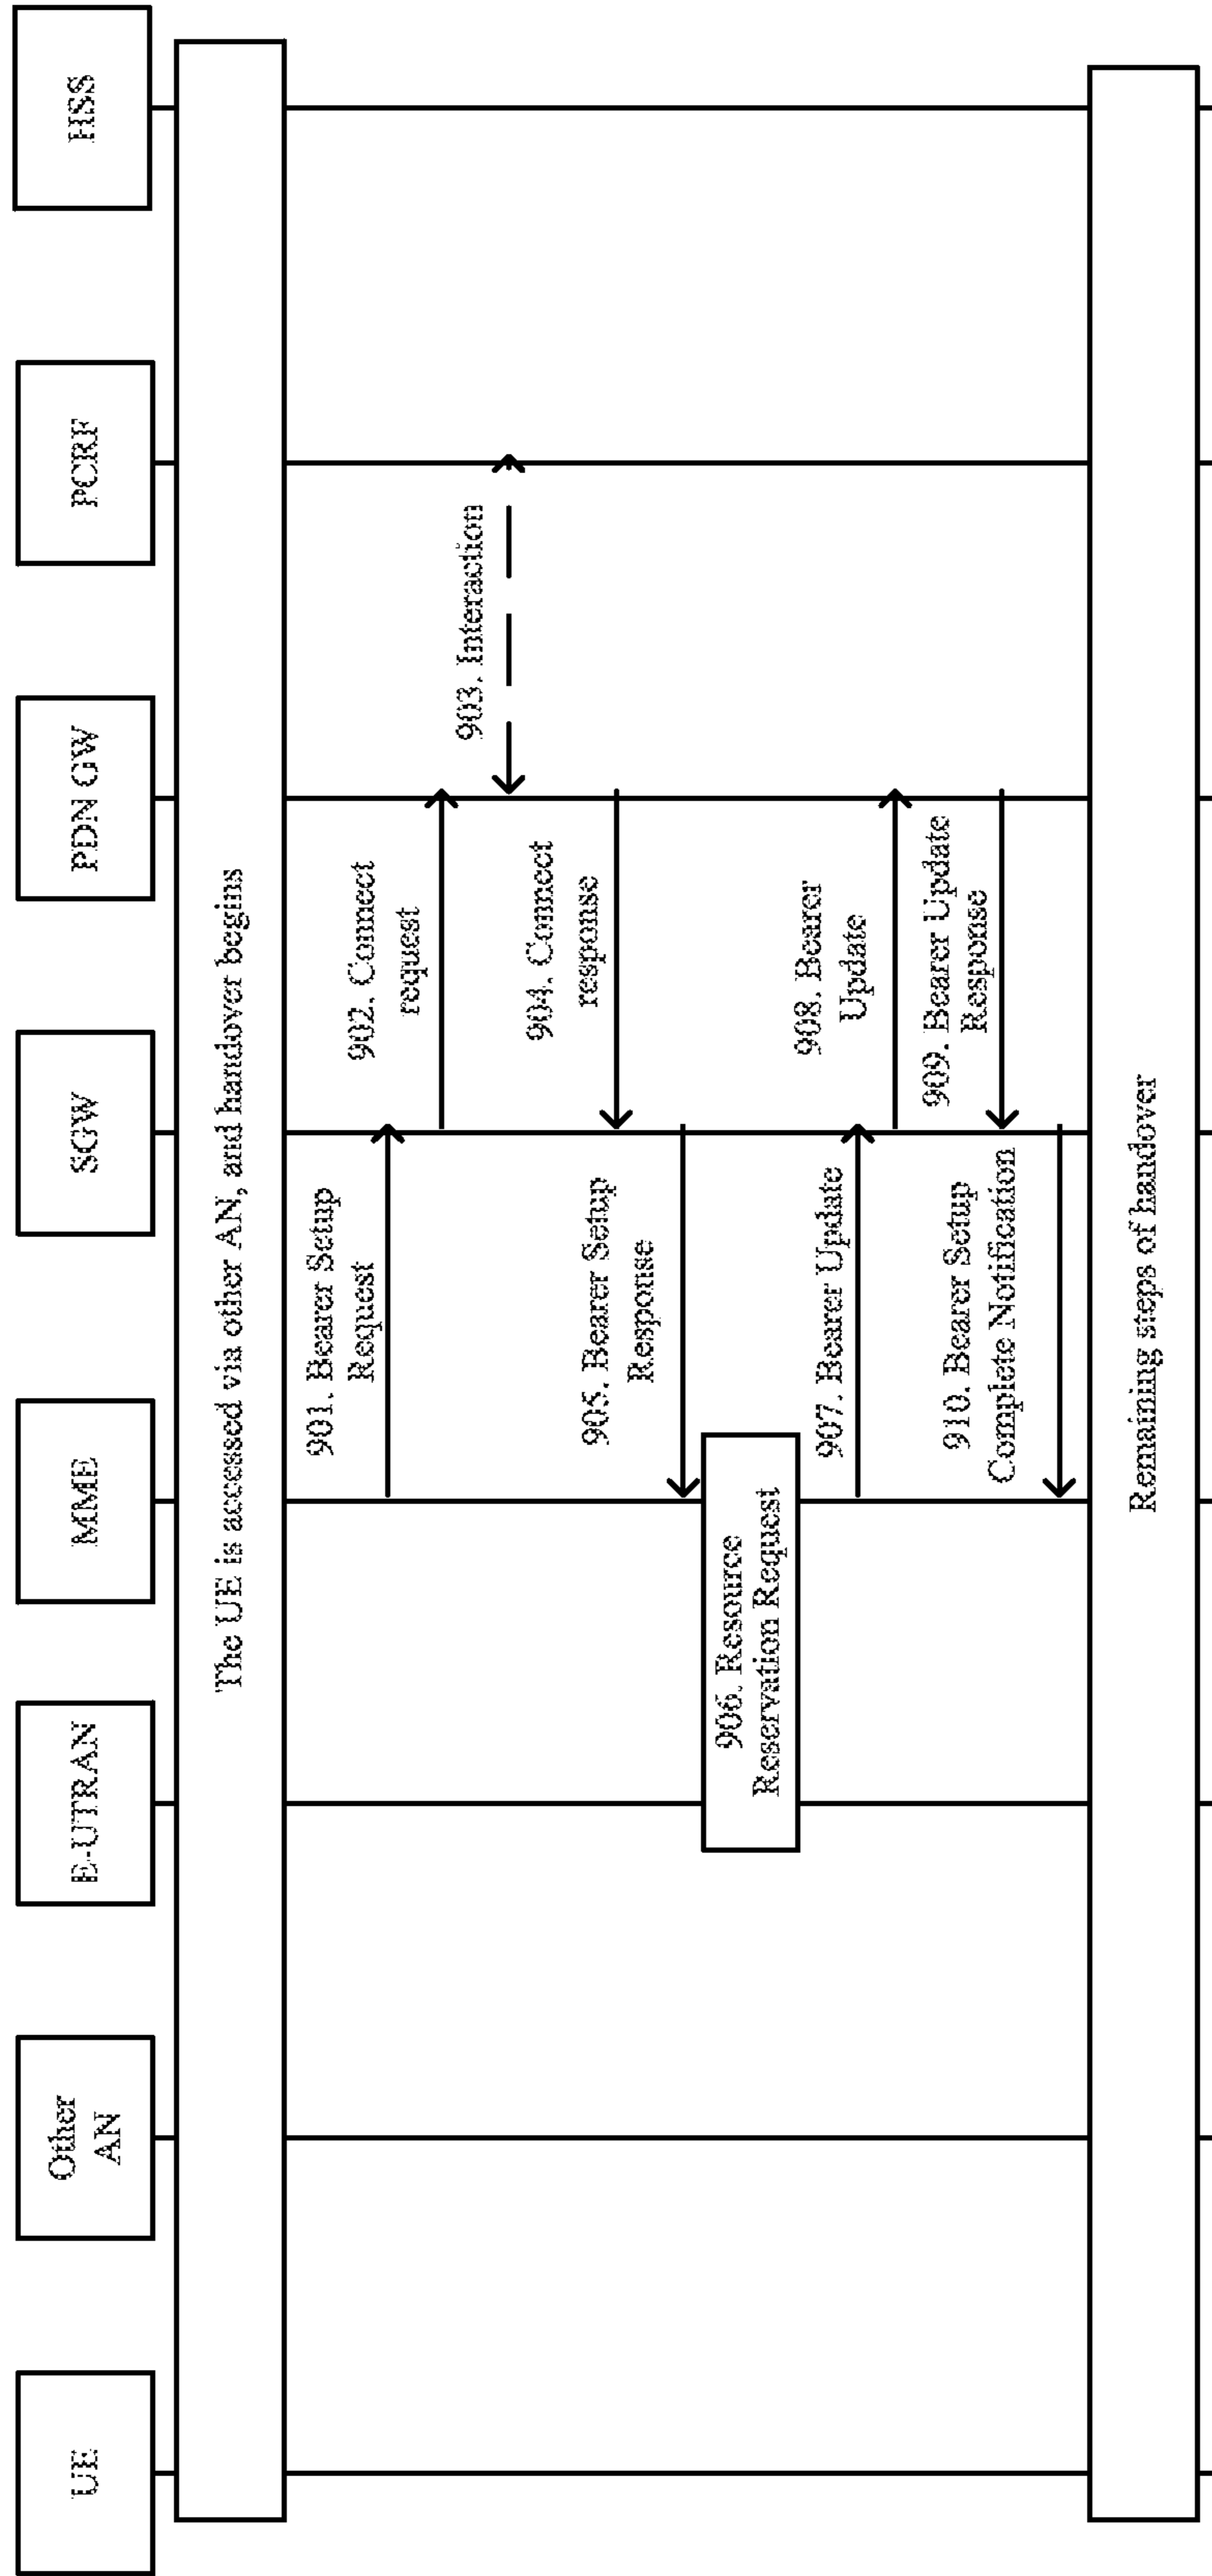 UE
Other
AN
E-UTRAN
MME
SGW
PDN GW
PCRF
HSS
The UE is accessed via other AN, and handover begins
901. Bearer Setup
Request
902. Connect
request
903. Interaction
904. Connect
response
905. Bearer Setup
Response
906. Resource
Reservation Request
907. Bearer Update
908. Bearer
Update
909. Bearer Update
Response
910. Bearer Setup
Complete Notification
Remaining steps of handover